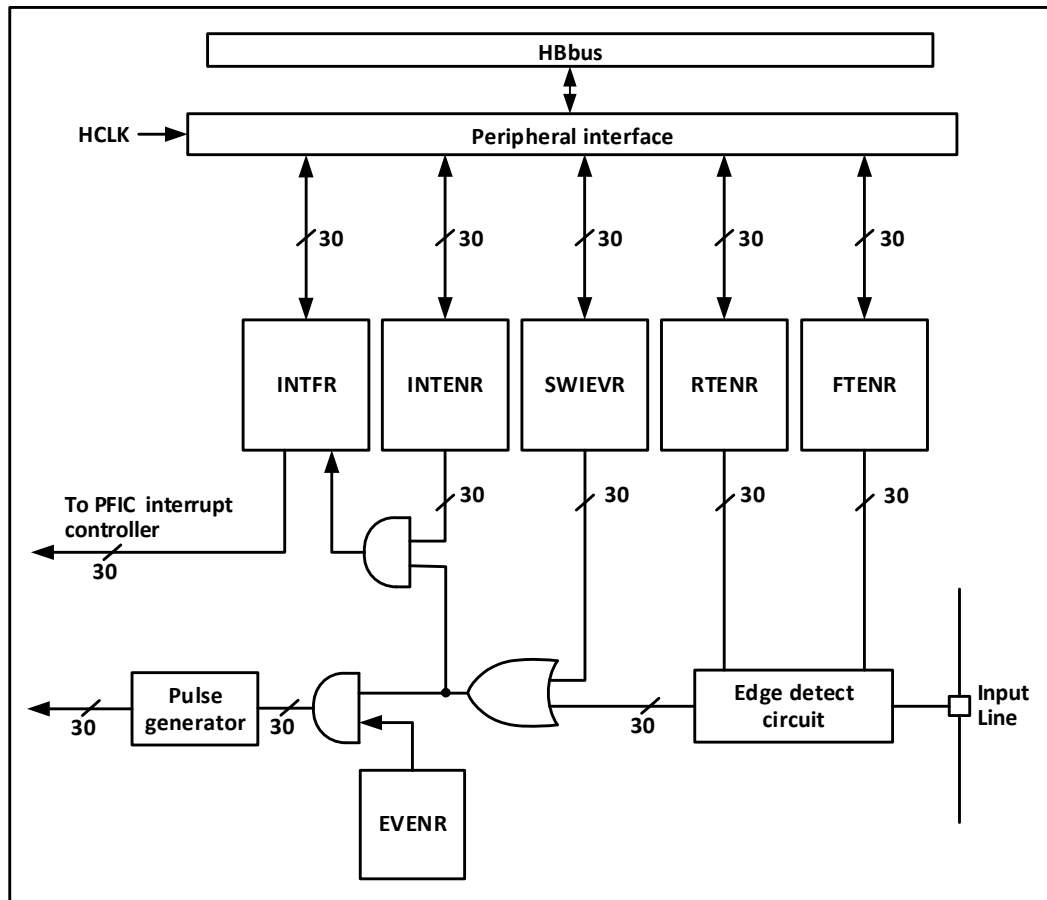 HBbus
HCLK
Peripheral interface
30
30
30
30
30
INTFR
INTENR
SWIEVR
RTENR
FTENR
30
30
30
30
To PFIC interrupt
controller
30
Pulse
generator
30
30
Edge detect
circuit
30
Input
Line
EVENR